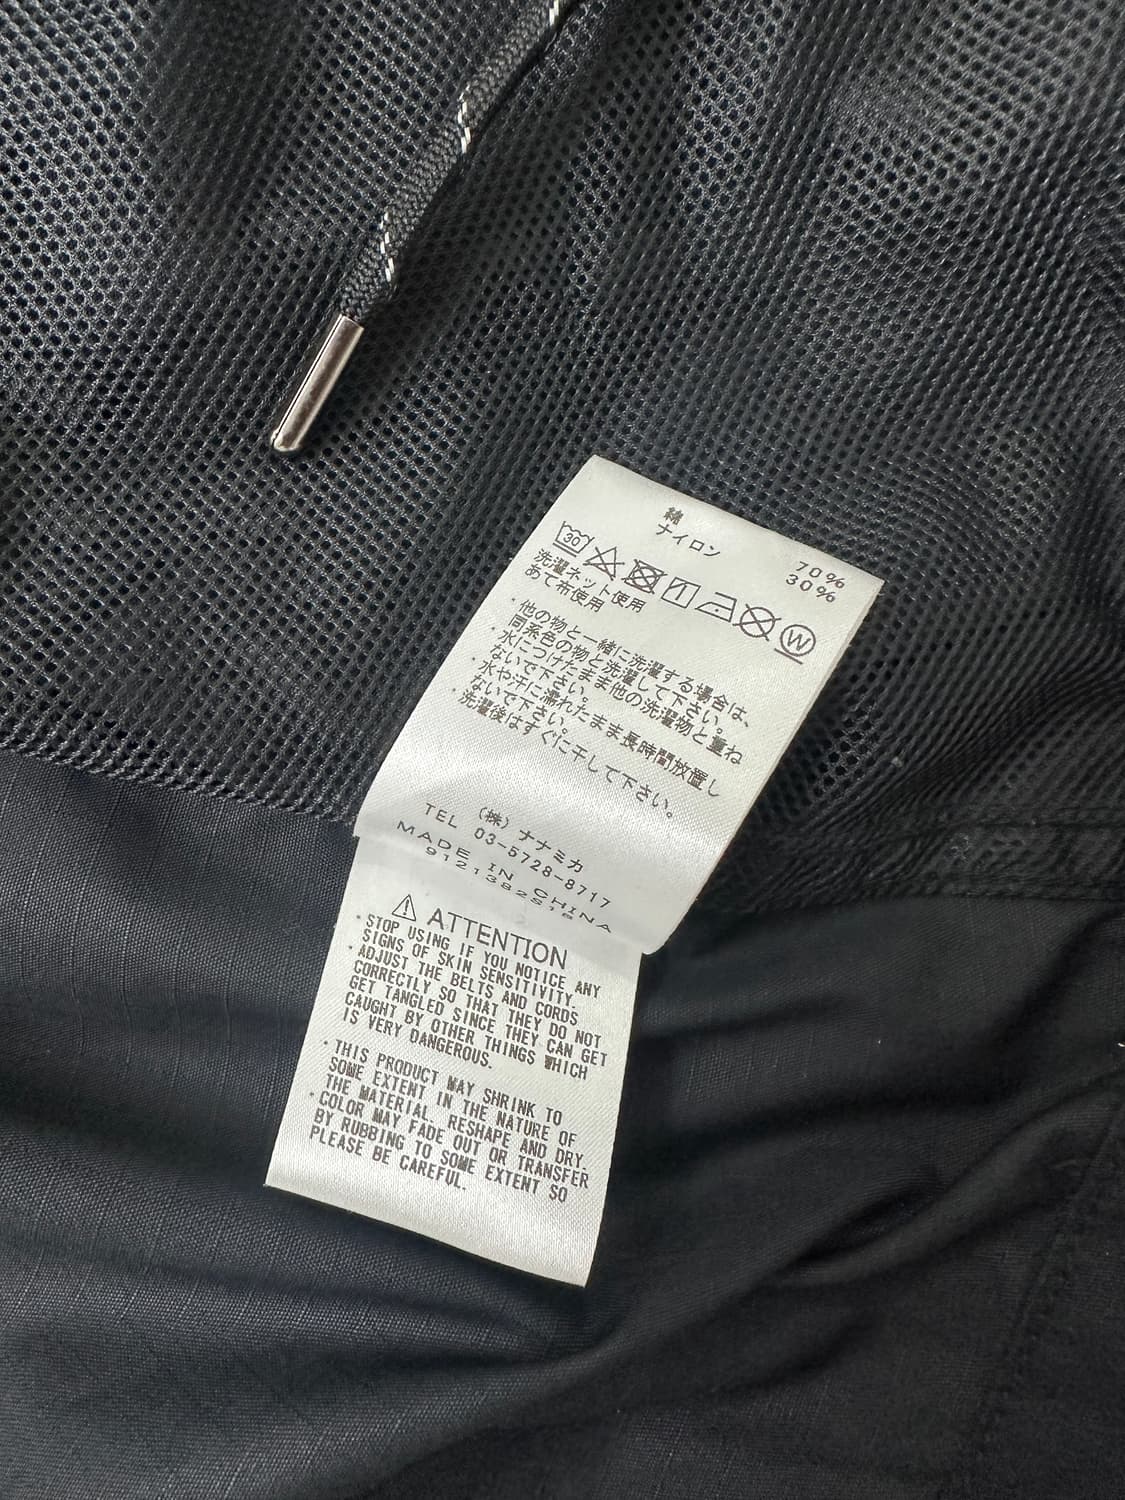 綿 70%
ナイロン 30%
30 W
洗濯ネット使用
あて布使用
・他の物と一緒に洗濯する場合は、
同系色の物と洗濯して下さい。
・水につけたまま他の洗濯物と重ね
ないで下さい。
・水や汗に濡れたまま長時間放置し
ないで下さい。
・洗濯後はすぐに干して下さい。
(株) ナナミカ
TEL 03-5728-8717
MADE IN CHINA
⚠ ATTENTION
・STOP USING IF YOU NOTICE ANY
SIGNS OF SKIN SENSITIVITY.
・ADJUST THE BELTS AND CORDS
CORRECTLY SO THAT THEY DO NOT
GET TANGLED SINCE THEY CAN GET
CAUGHT BY OTHER THINGS WHICH
IS VERY DANGEROUS.
・THIS PRODUCT MAY SHRINK TO
SOME EXTENT IN THE NATURE OF
THE MATERIAL. RESHAPE AND DRY.
・COLOR MAY FADE OUT OR TRANSFER
BY RUBBING TO SOME EXTENT SO
PLEASE BE CAREFUL.